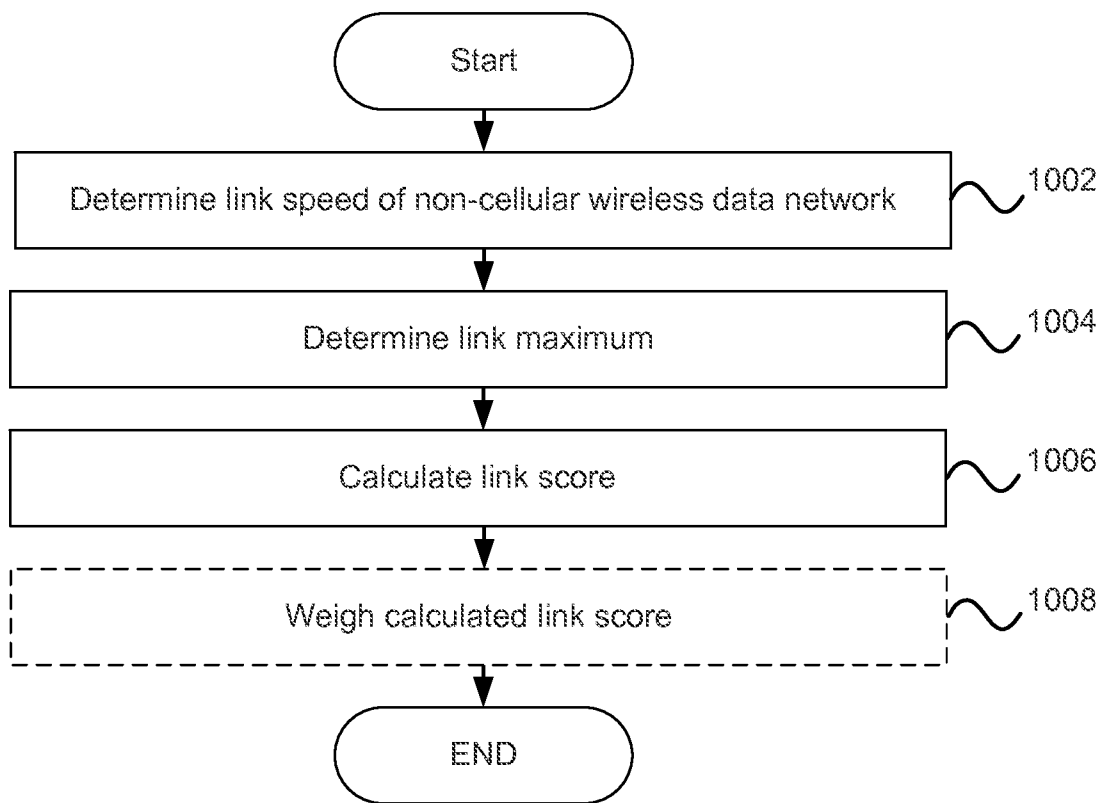 Start
Determine link speed of non-cellular wireless data network
1002
Determine link maximum
1004
Calculate link score
1006
Weigh calculated link score
1008
END